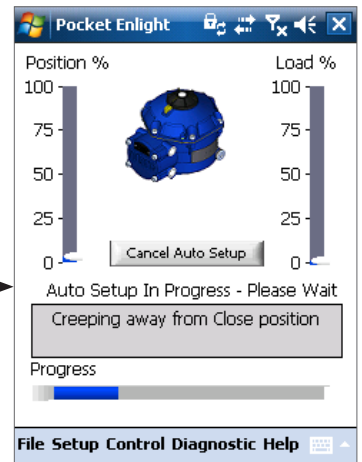 Pocket Enlight
Position %
Load %
100
100
75
75
50
50
25
25
0
0
Cancel Auto Setup
Auto Setup In Progress - Please Wait
Creeping away from Close position
Progress
File Setup Control Diagnostic Help